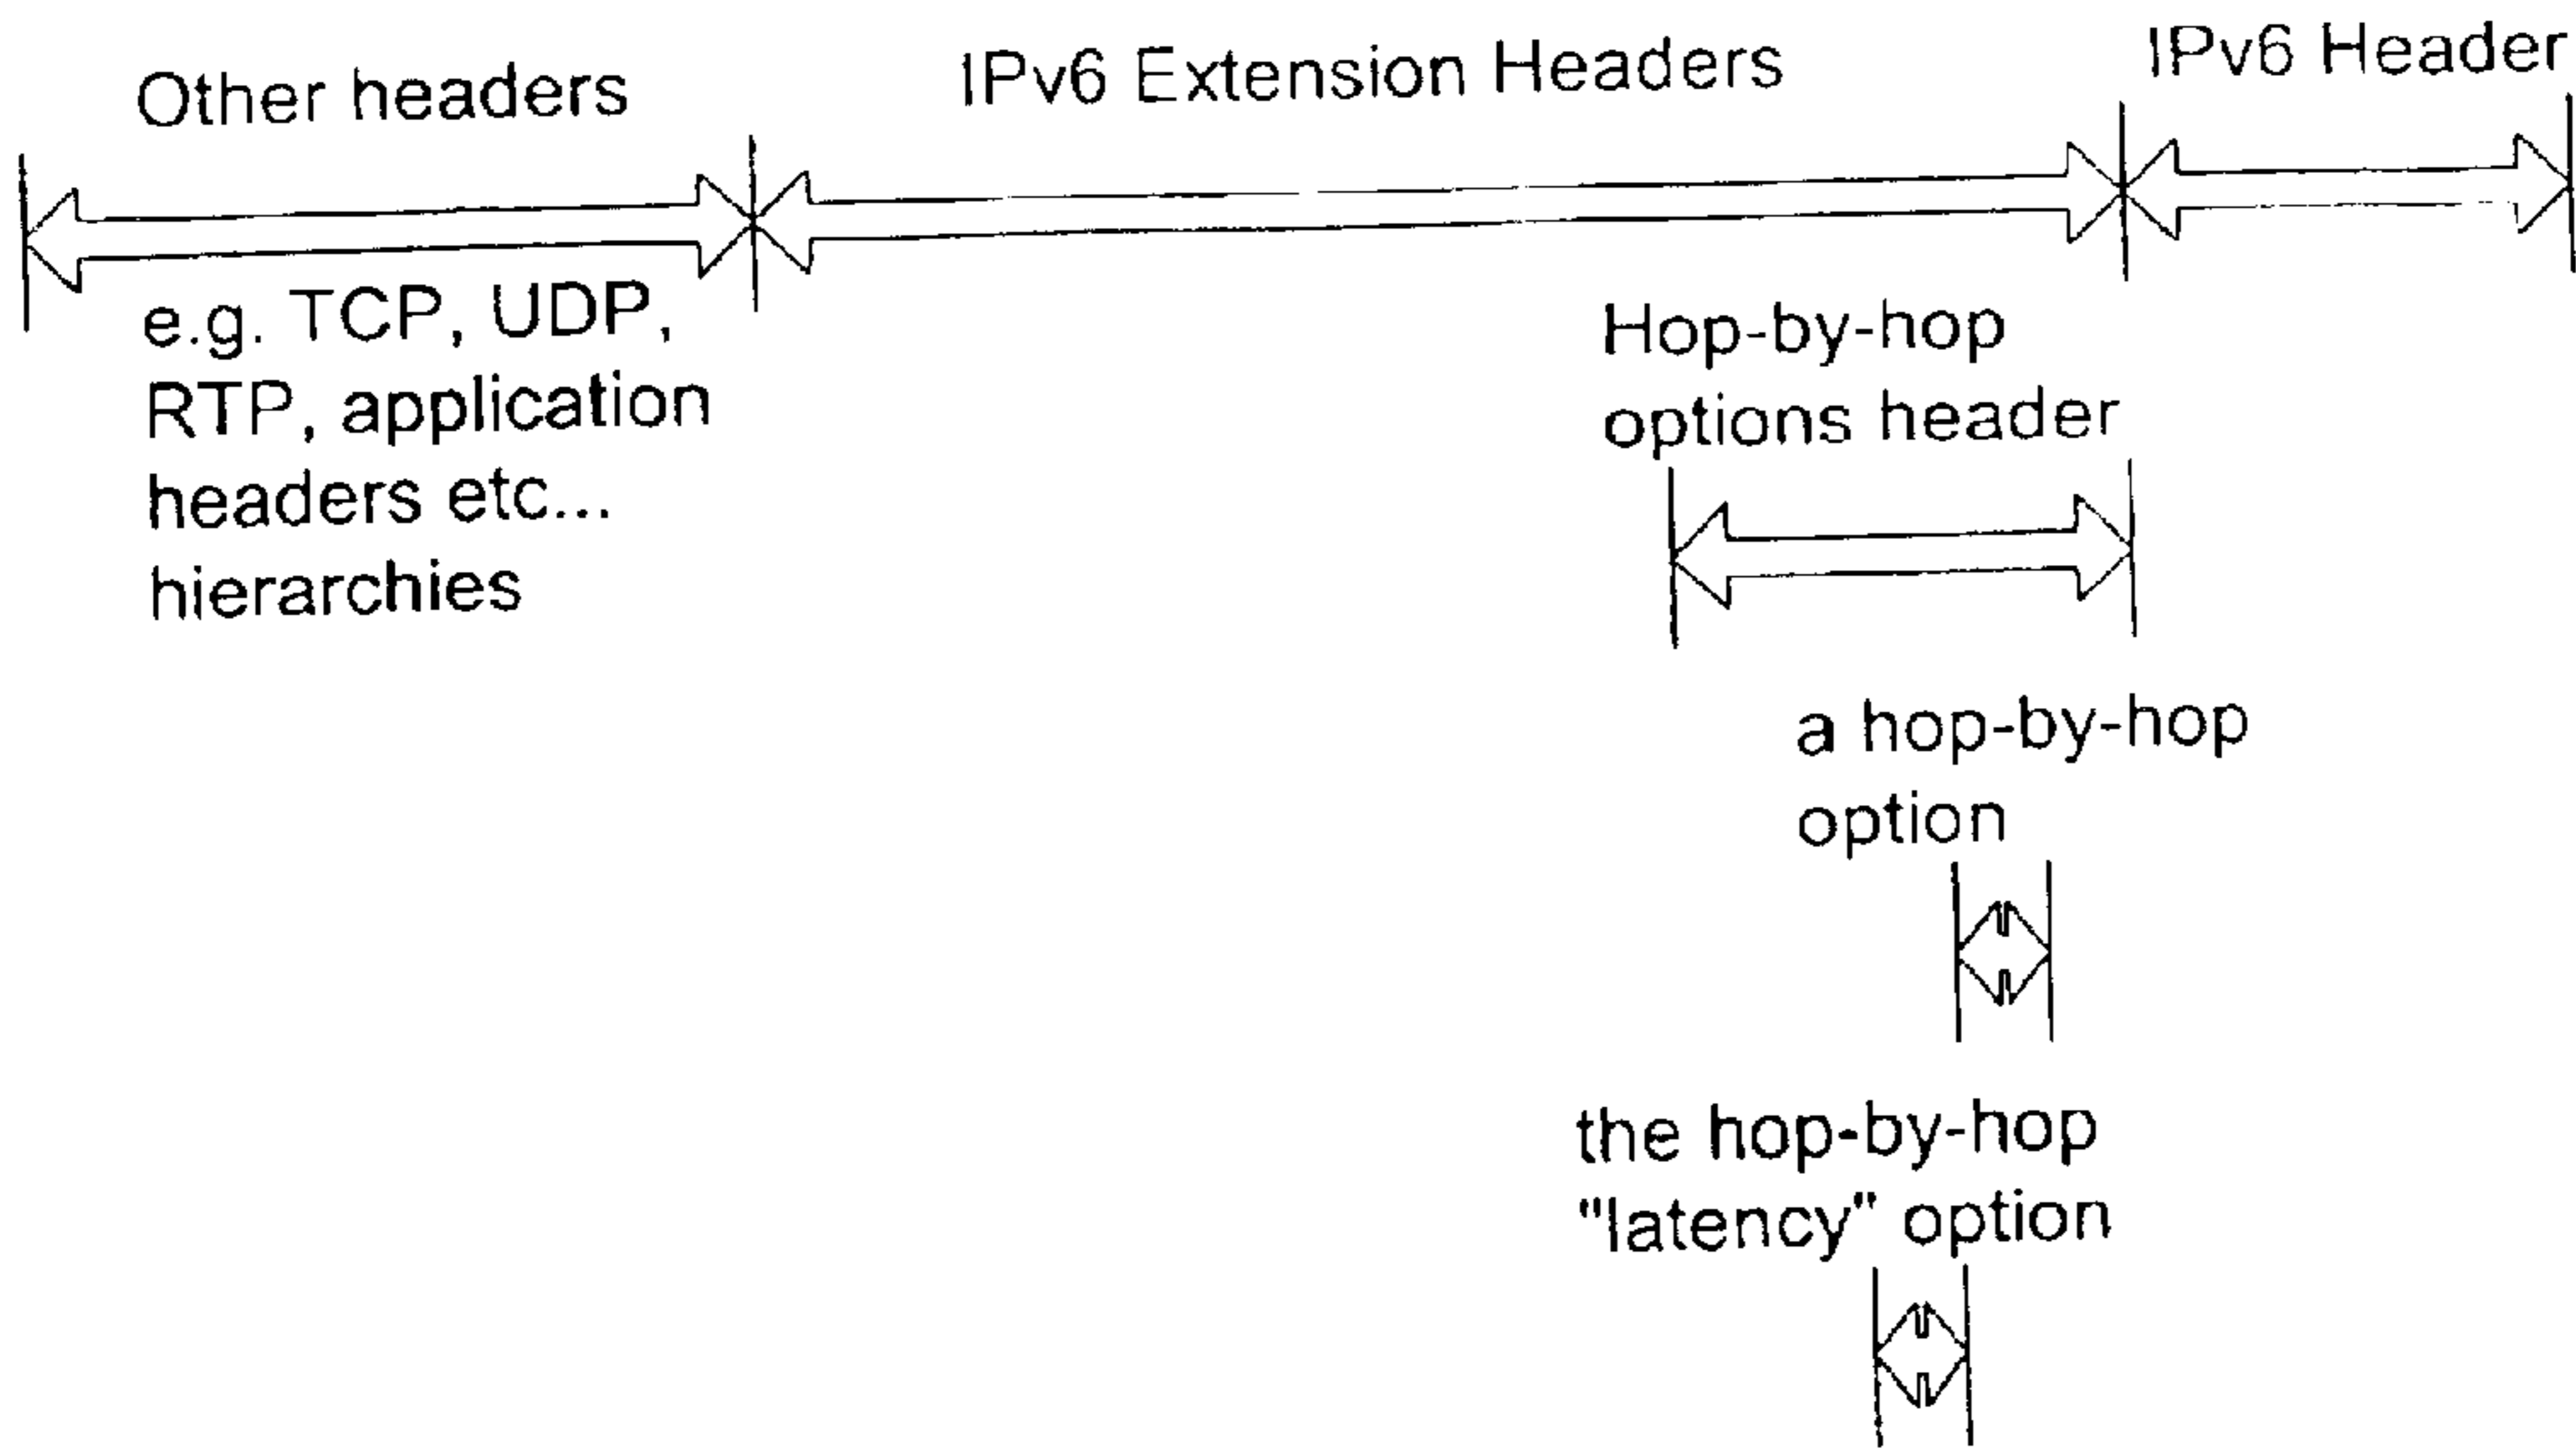 Other headers
IPv6 Extension Headers
IPv6 Header
e.g. TCP, UDP,
RTP, application
headers etc...
hierarchies
Hop-by-hop
options header
a hop-by-hop
option
the hop-by-hop
"latency" option